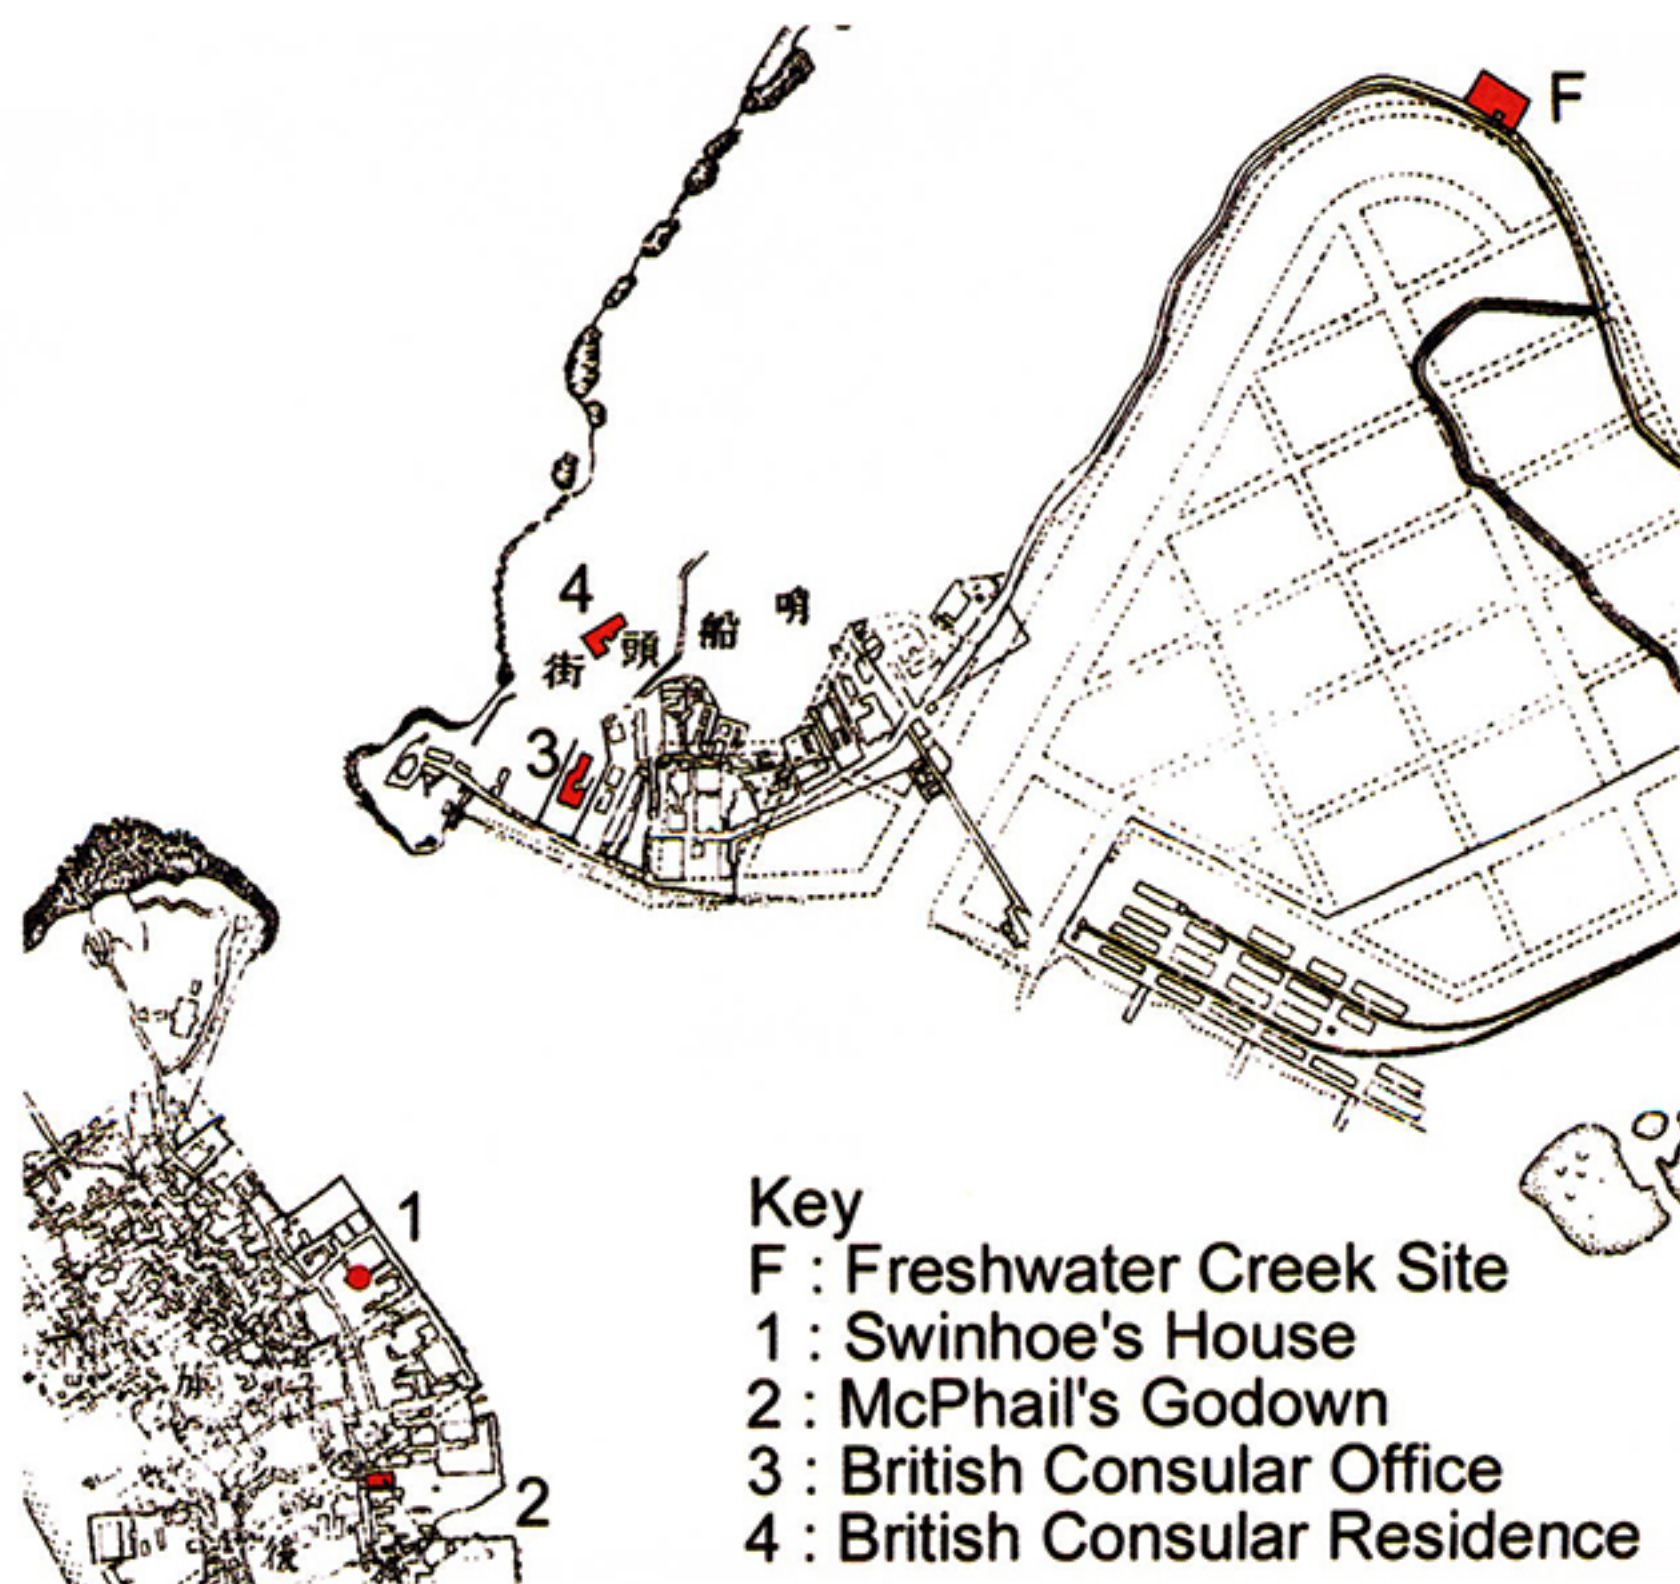 F
4
哨
船
頭
街
3
1
2
後
Key
F : Freshwater Creek Site
1 : Swinhoe's House
2 : McPhail's Godown
3 : British Consular Office
4 : British Consular Residence